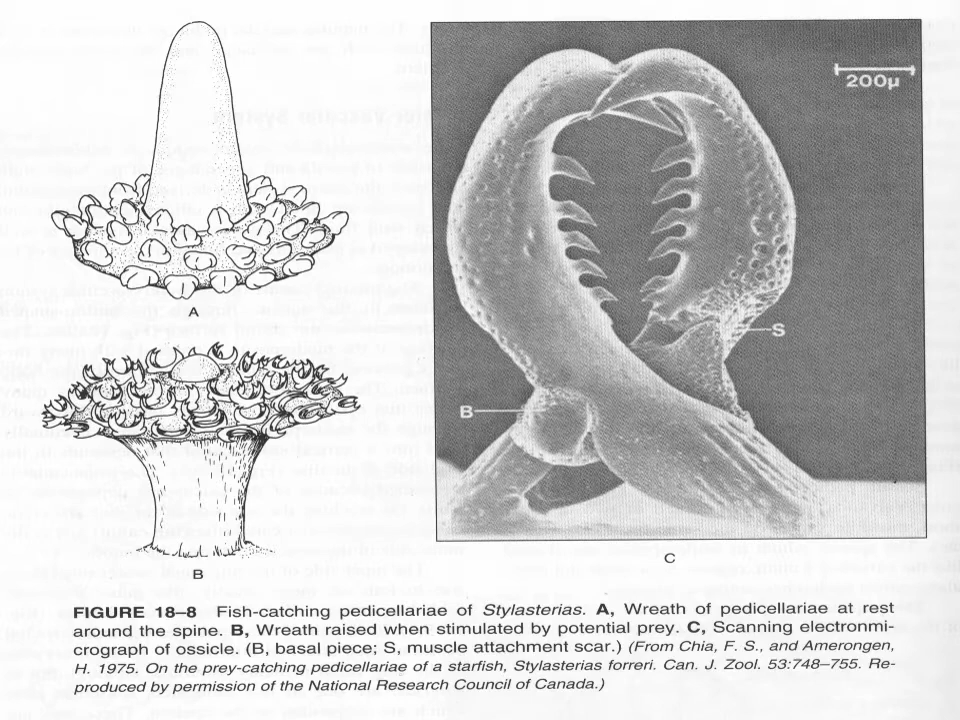 200µ
A
S
B
B
C
FIGURE 18–8 Fish-catching pedicellariae of Stylasterias. A, Wreath of pedicellariae at rest
around the spine. B, Wreath raised when stimulated by potential prey. C, Scanning electronmi-
crograph of ossicle. (B, basal piece; S, muscle attachment scar.) (From Chia, F. S., and Amerongen,
H. 1975. On the prey-catching pedicellariae of a starfish, Stylasterias forreri. Can. J. Zool. 53:748–755. Re-
produced by permission of the National Research Council of Canada.)